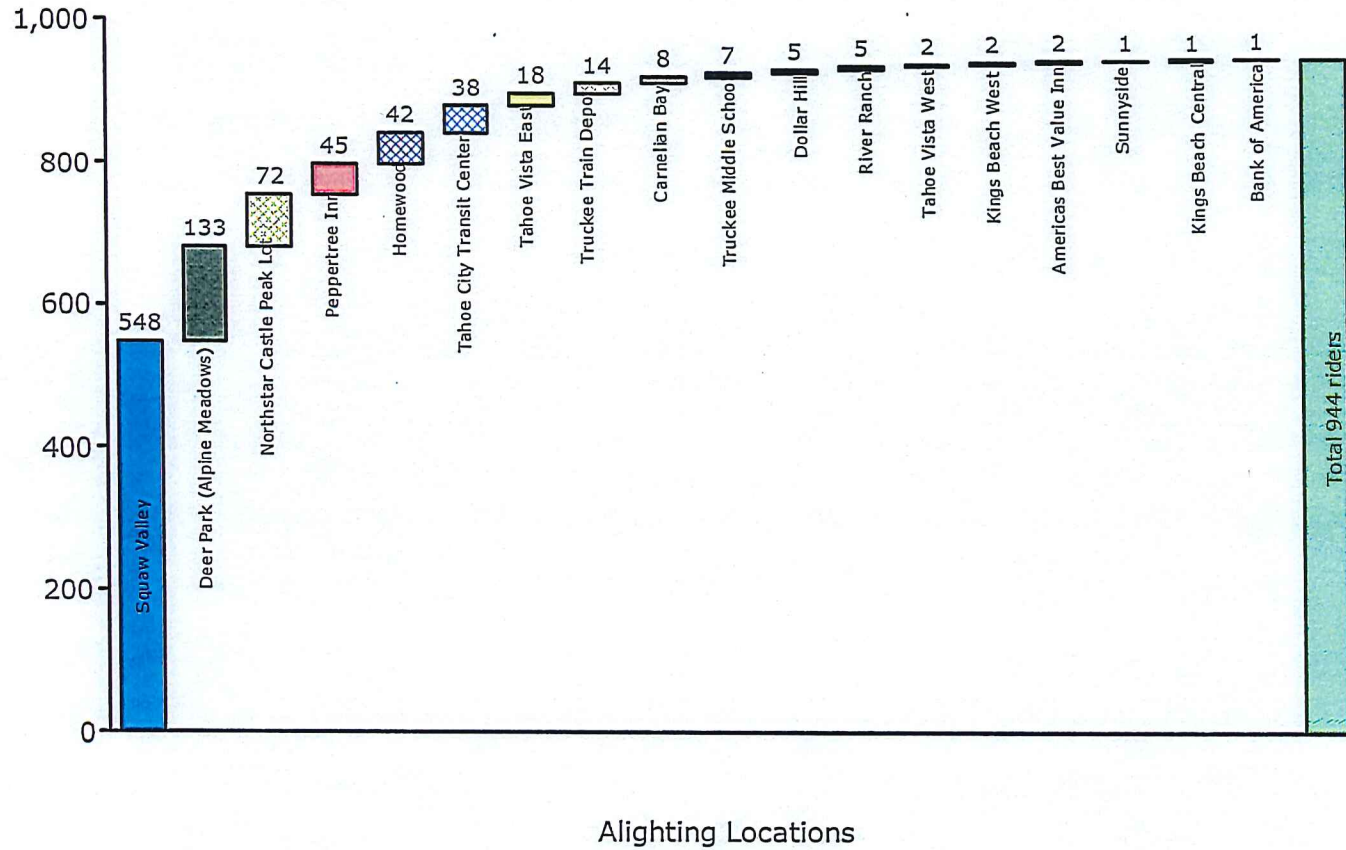 1,000
800
600
400
200
0
548
133
72
45
42
38
18
14
8
7
5
5
2
2
2
1
1
1
Squaw Valley
Deer Park (Alpine Meadows)
Northstar Castle Peak Lot
Peppertree Inn
Homewood
Tahoe City Transit Center
Tahoe Vista East
Truckee Train Depo
Carnelian Bay
Truckee Middle Schoo
Dollar Hill
River Ranch
Tahoe Vista West
Kings Beach West
Americas Best Value Inn
Sunnyside
Kings Beach Central
Bank of America
Total 944 riders
Alighting Locations